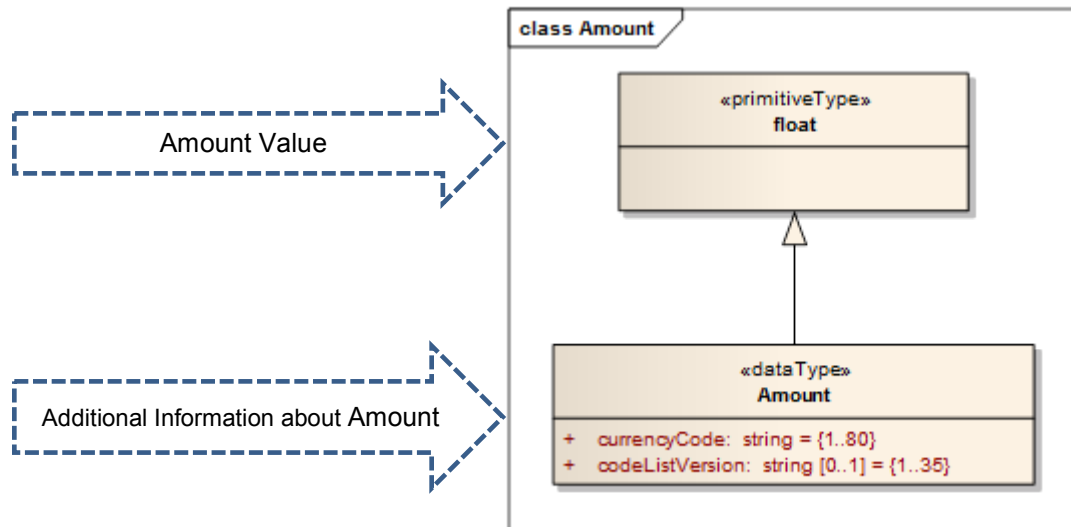 class Amount
«primitiveType»
float
Amount Value
«dataType»
Amount
+ currencyCode: string = {1..80}
+ codeListVersion: string [0..1] = {1..35}
Additional Information about Amount